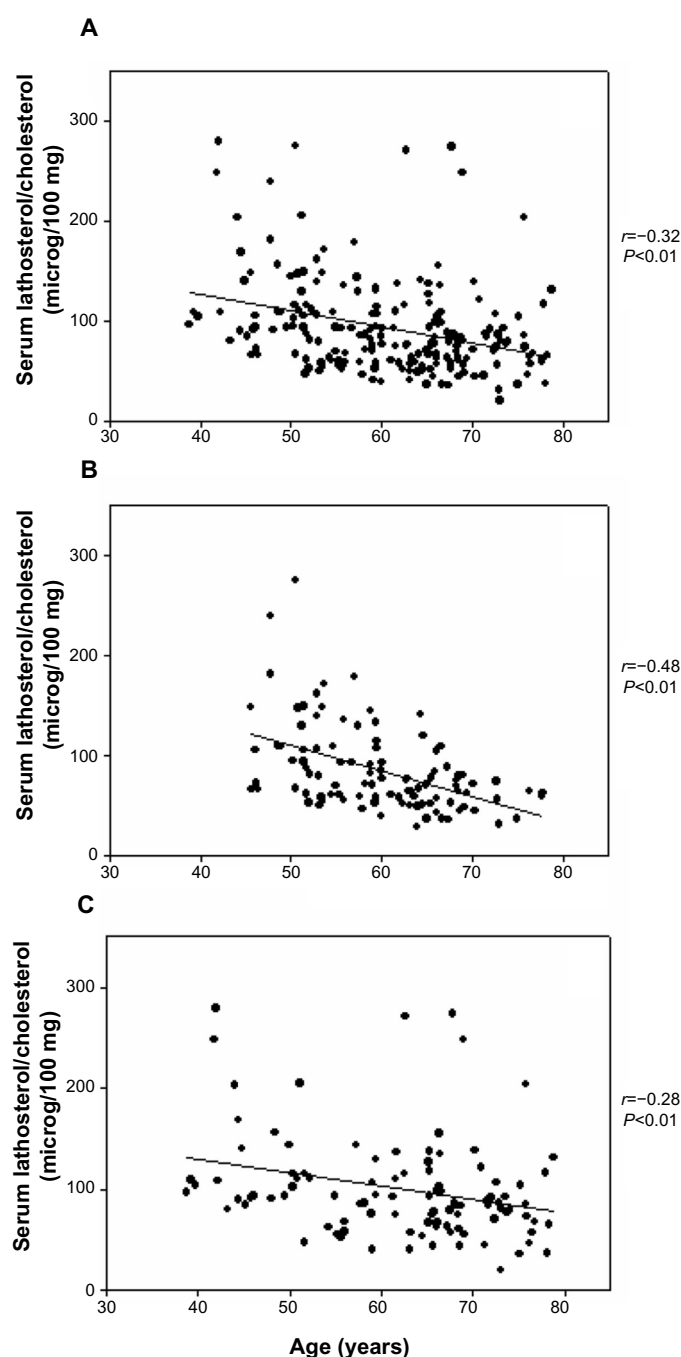 A
Serum lathosterol/cholesterol
(microg/100 mg)
300
200
100
0
30 40 50 60 70 80
r=−0.32
P<0.01
B
Serum lathosterol/cholesterol
(microg/100 mg)
300
200
100
0
30 40 50 60 70 80
r=−0.48
P<0.01
C
Serum lathosterol/cholesterol
(microg/100 mg)
300
200
100
0
30 40 50 60 70 80
r=−0.28
P<0.01
Age (years)